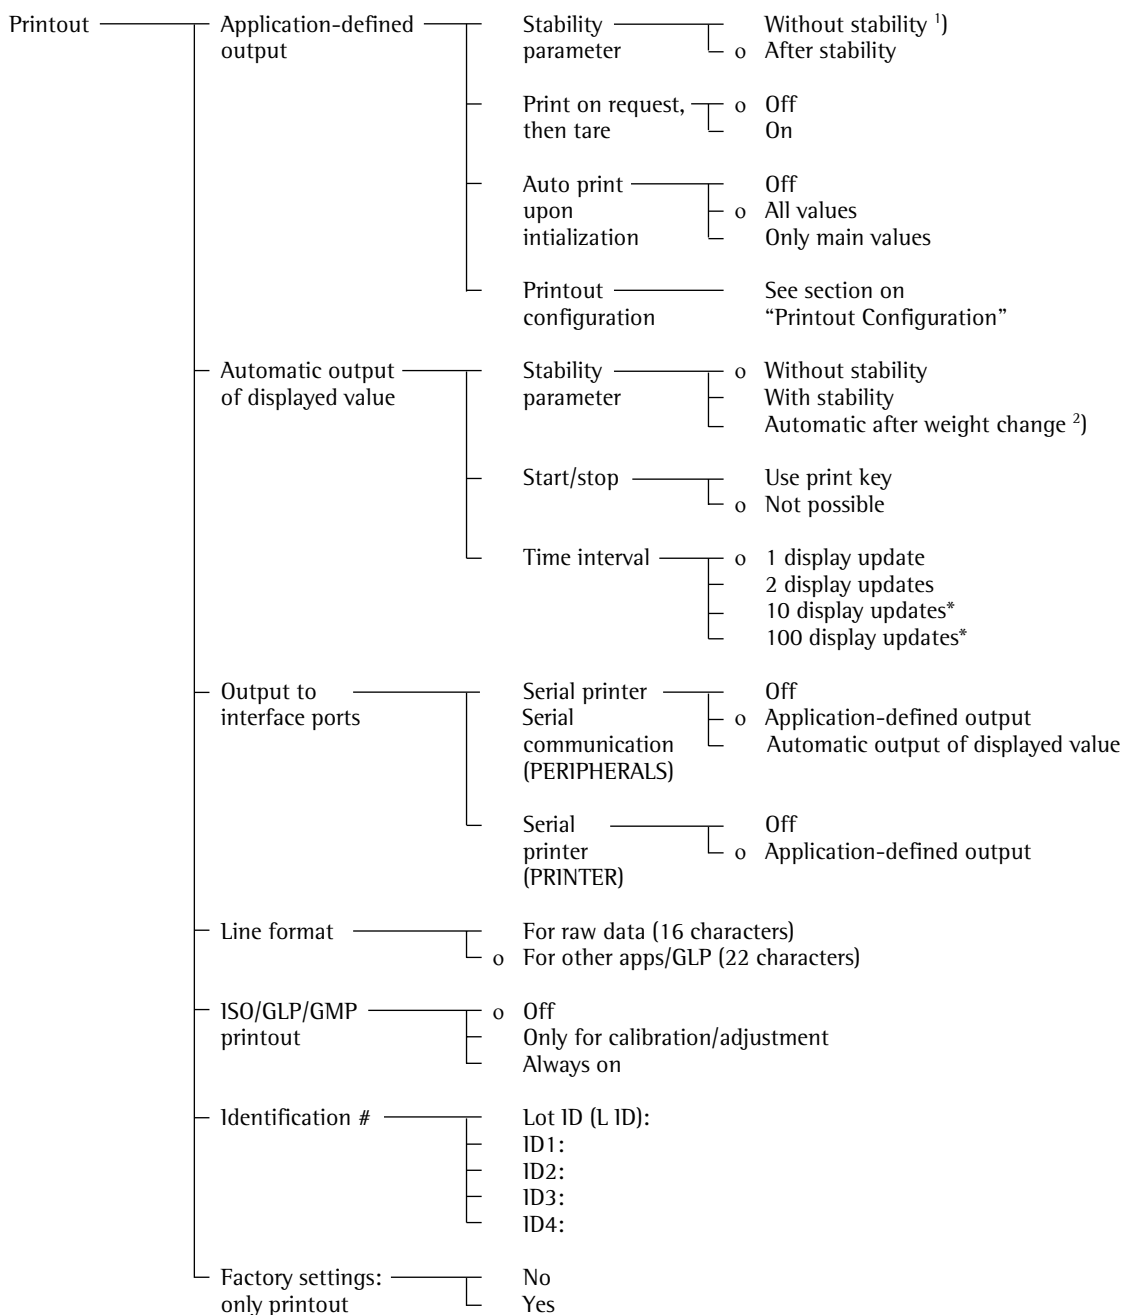 Printout
Application-defined
output
Stability
parameter
Without stability ¹)
o After stability
Print on request,
then tare
o Off
On
Auto print
upon
intialization
Off
o All values
Only main values
Printout
configuration
See section on
“Printout Configuration”
Automatic output
of displayed value
Stability
parameter
o Without stability
With stability
Automatic after weight change ²)
Start/stop
Use print key
o Not possible
Time interval
o 1 display update
2 display updates
10 display updates*
100 display updates*
Output to
interface ports
Serial printer
Serial
communication
(PERIPHERALS)
Off
o Application-defined output
Automatic output of displayed value
Serial
printer
(PRINTER)
Off
o Application-defined output
Line format
For raw data (16 characters)
o For other apps/GLP (22 characters)
ISO/GLP/GMP
printout
o Off
Only for calibration/adjustment
Always on
Identification #
Lot ID (L ID):
ID1:
ID2:
ID3:
ID4:
Factory settings:
only printout
No
Yes